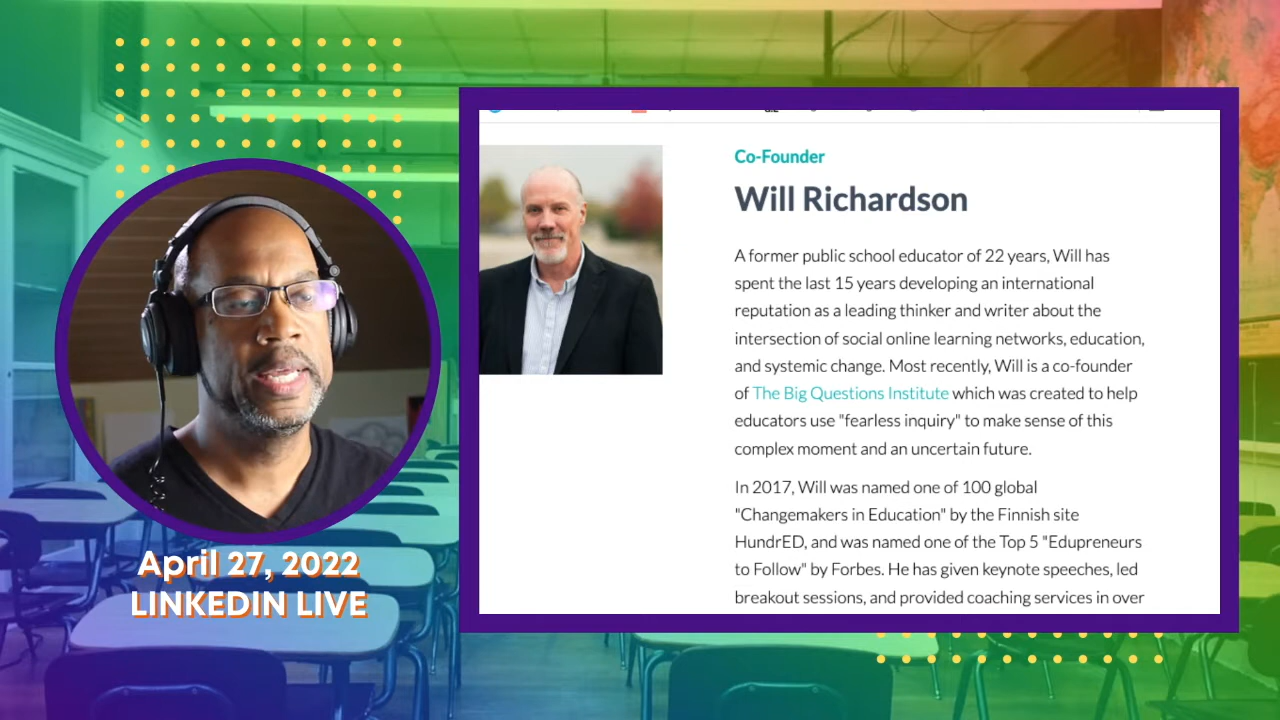 Co-Founder
Will Richardson
A former public school educator of 22 years, Will has
spent the last 15 years developing an international
reputation as a leading thinker and writer about the
intersection of social online learning networks, education,
and systemic change. Most recently, Will is a co-founder
of The Big Questions Institute which was created to help
educators use "fearless inquiry" to make sense of this
complex moment and an uncertain future.
In 2017, Will was named one of 100 global
"Changemakers in Education" by the Finnish site
HundrED, and was named one of the Top 5 "Edupreneurs
to Follow" by Forbes. He has given keynote speeches, led
breakout sessions, and provided coaching services in over
April 27, 2022
LINKEDIN LIVE